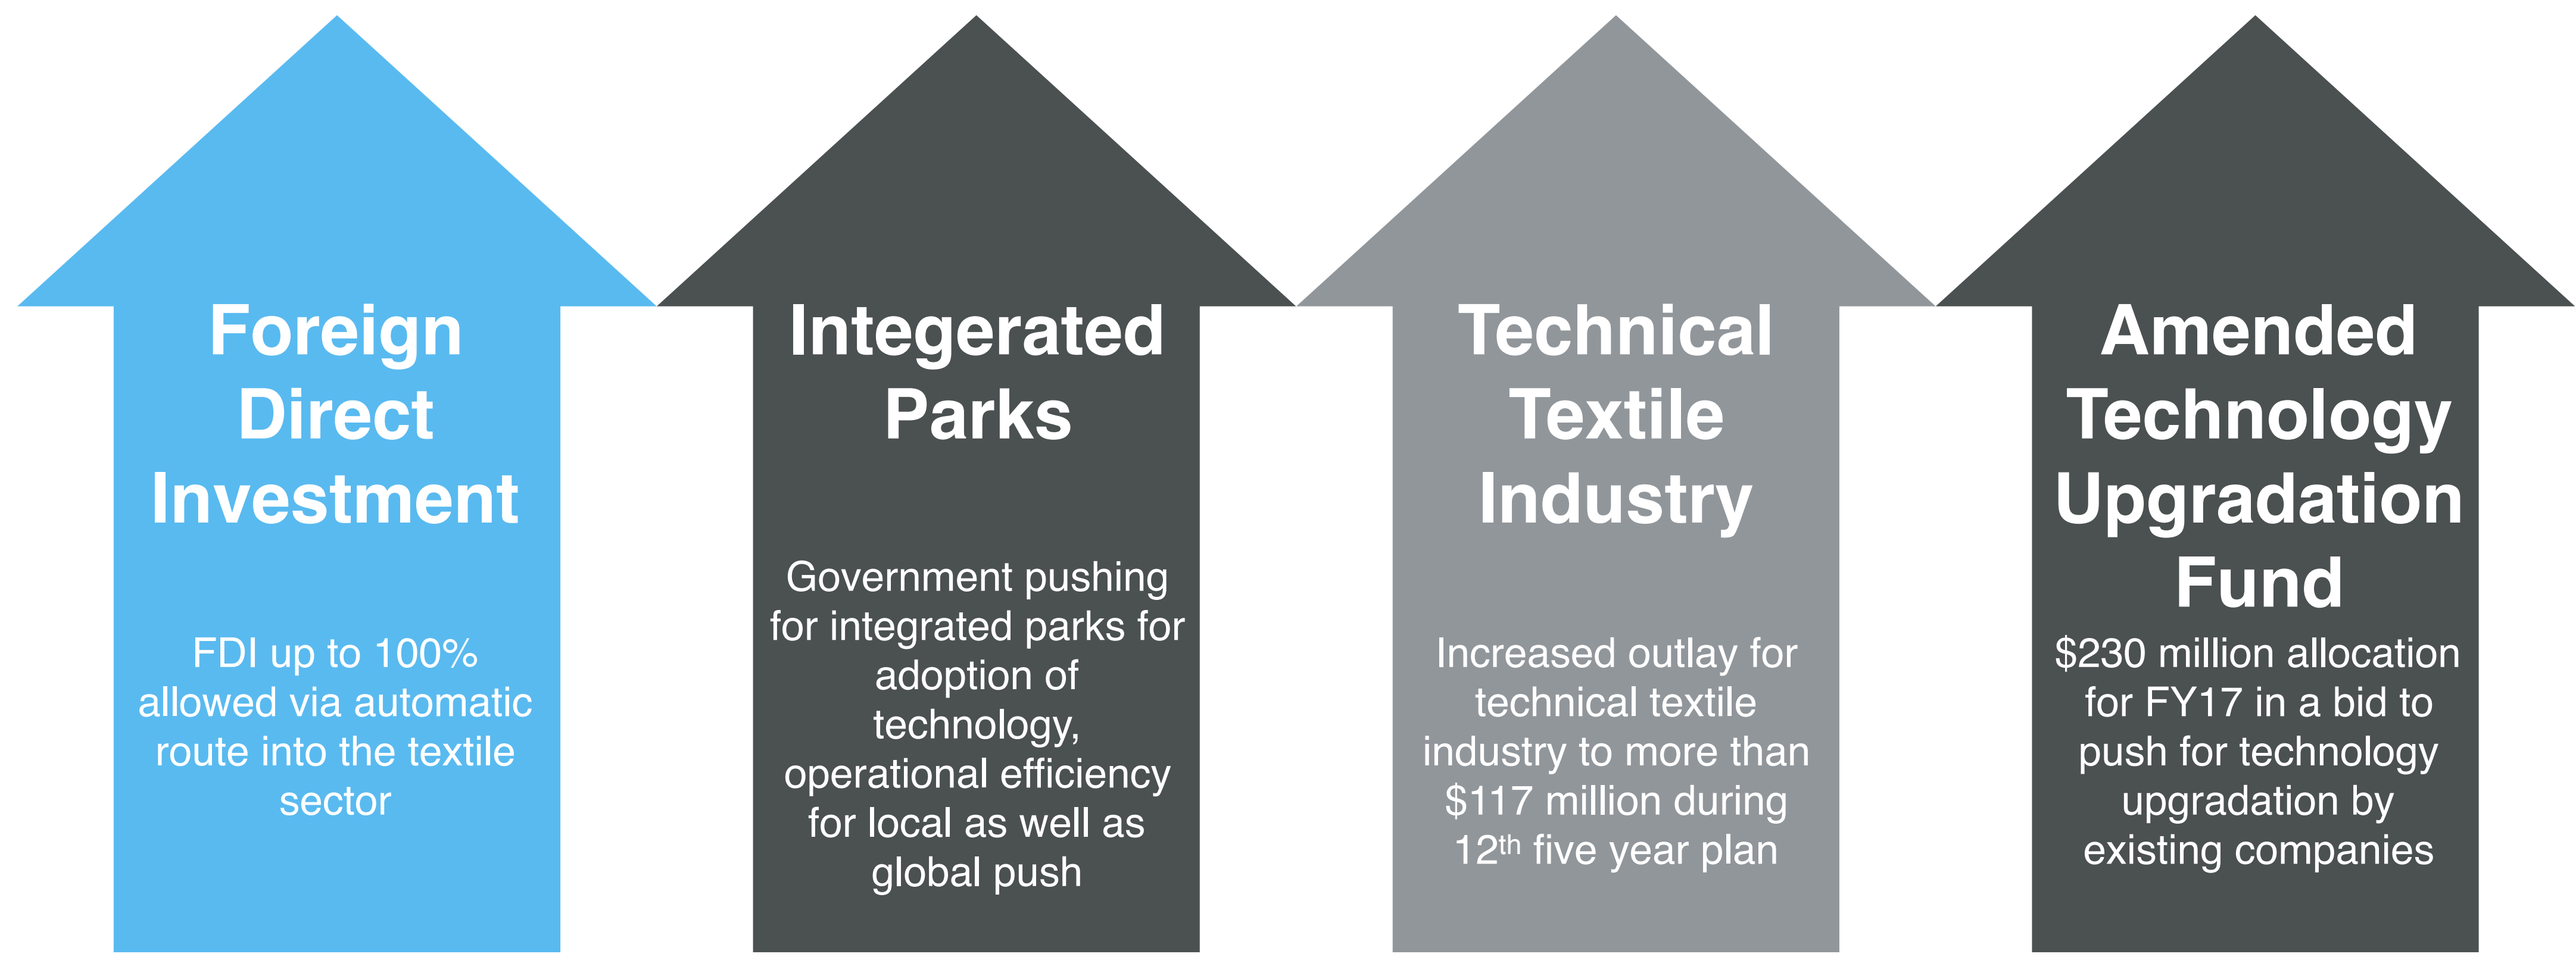 Foreign
Direct
Investment
FDI up to 100%
allowed via automatic
route into the textile
sector
Integerated
Parks
Government pushing
for integrated parks for
adoption of
technology,
operational efficiency
for local as well as
global push
Technical
Textile
Industry
Increased outlay for
technical textile
industry to more than
$117 million during
12th five year plan
Amended
Technology
Upgradation
Fund
$230 million allocation
for FY17 in a bid to
push for technology
upgradation by
existing companies